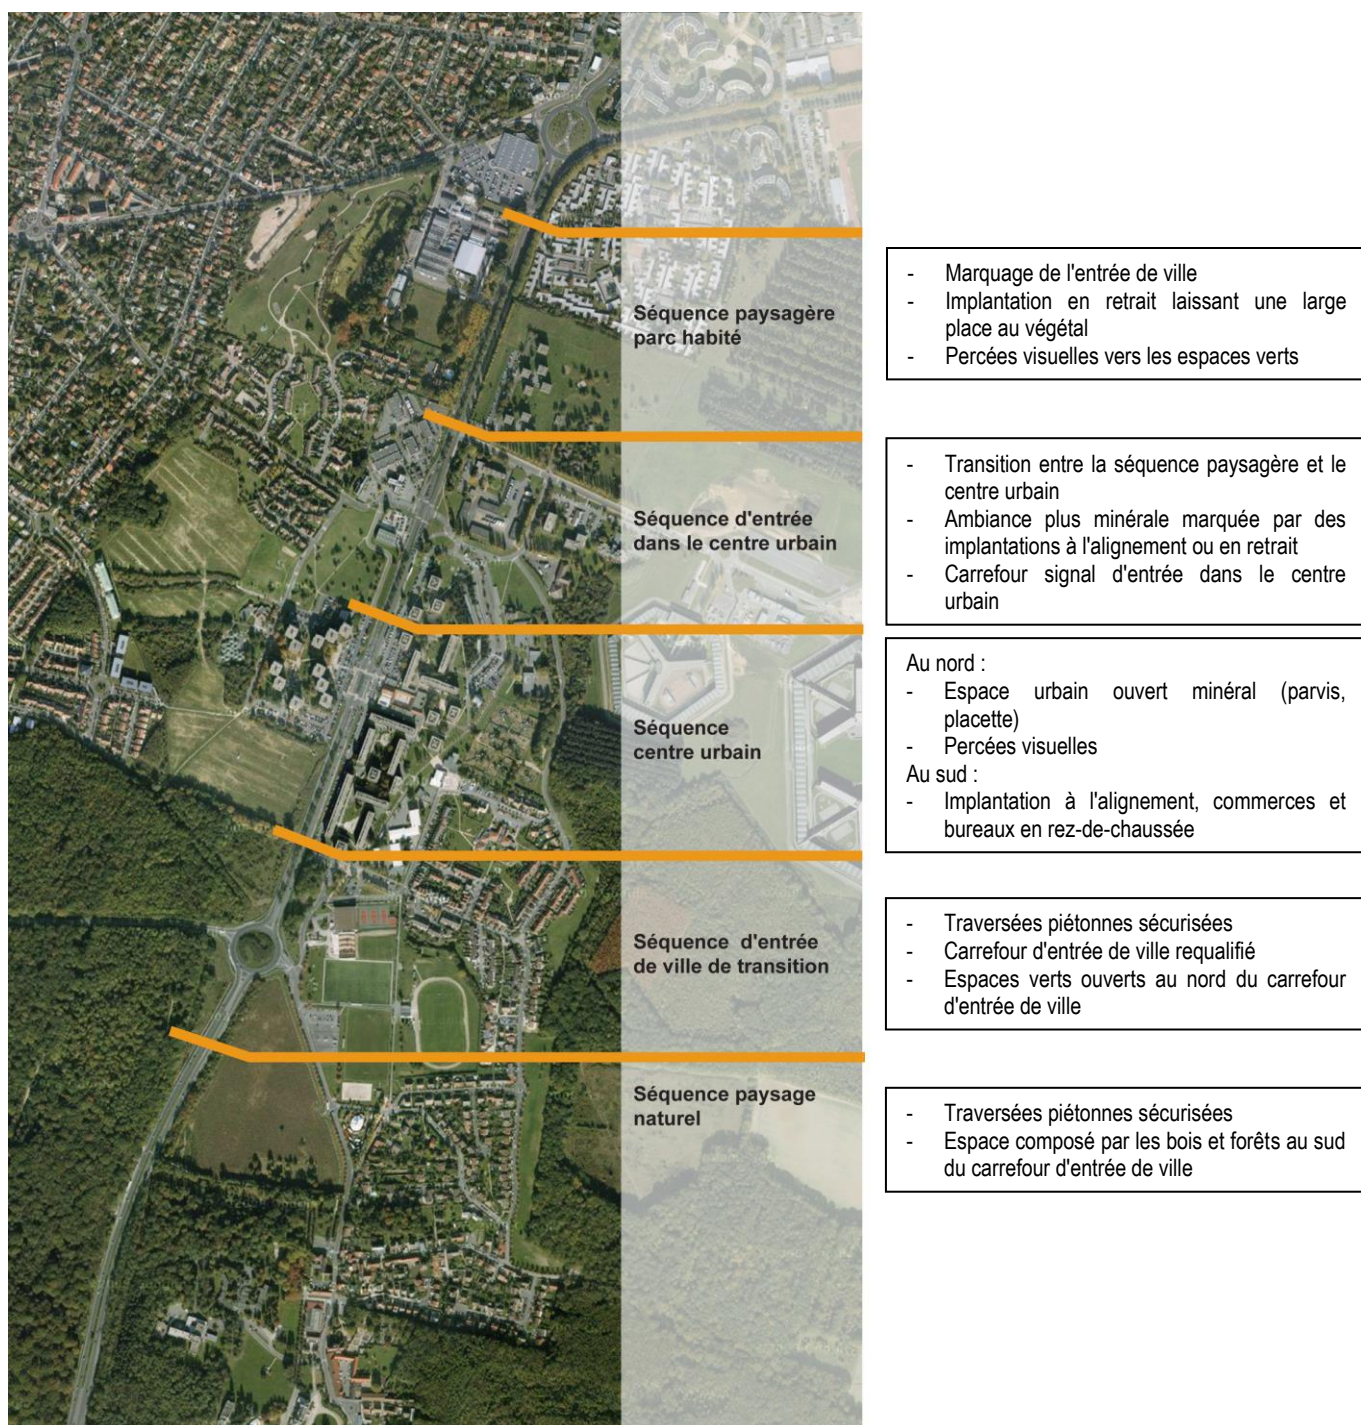 Séquence paysagère
parc habité
- Marquage de l'entrée de ville
- Implantation en retrait laissant une large
place au végétal
- Percées visuelles vers les espaces verts
Séquence d'entrée
dans le centre urbain
- Transition entre la séquence paysagère et le
centre urbain
- Ambiance plus minérale marquée par des
implantations à l'alignement ou en retrait
- Carrefour signal d'entrée dans le centre
urbain
Séquence
centre urbain
Au nord :
- Espace urbain ouvert minéral (parvis,
placette)
- Percées visuelles
Au sud :
- Implantation à l'alignement, commerces et
bureaux en rez-de-chaussée
Séquence d'entrée
de ville de transition
- Traversées piétonnes sécurisées
- Carrefour d'entrée de ville requalifié
- Espaces verts ouverts au nord du carrefour
d'entrée de ville
Séquence paysage
naturel
- Traversées piétonnes sécurisées
- Espace composé par les bois et forêts au sud
du carrefour d'entrée de ville